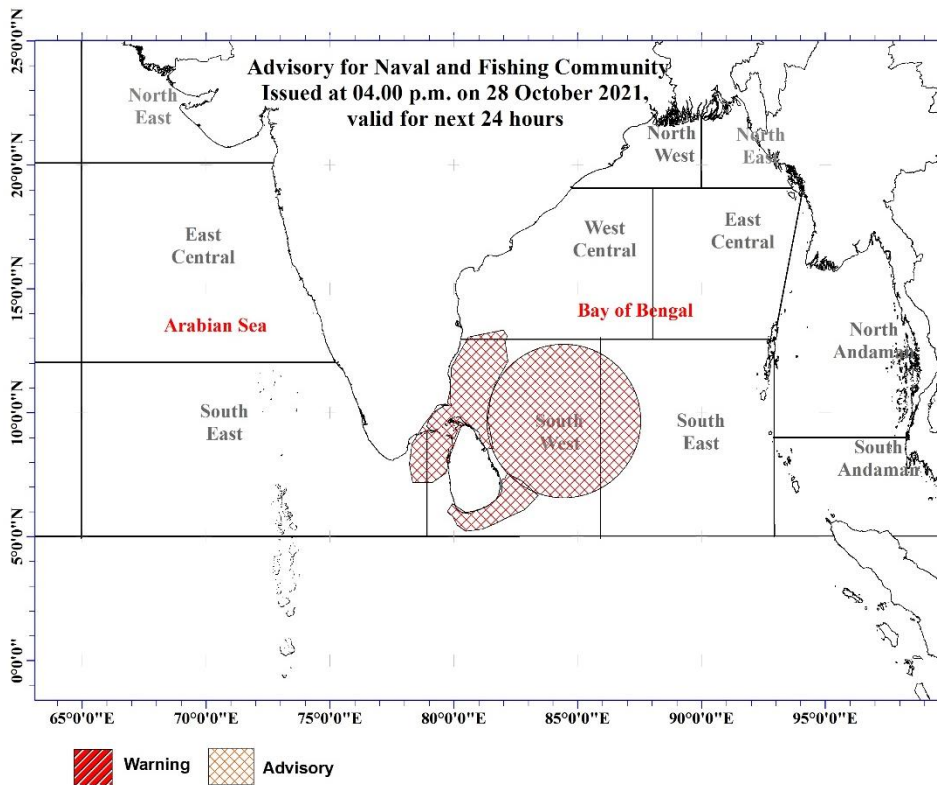 Advisory for Naval and Fishing Community
Issued at 04.00 p.m. on 28 October 2021,
valid for next 24 hours
25°0'0"N
20°0'0"N
15°0'0"N
10°0'0"N
5°0'0"N
0°0'0"
North
East
North
West
North
East
East
Central
West
Central
East
Central
Arabian Sea
Bay of Bengal
North
Andaman
South
East
South
West
South
East
South
Andaman
65°0'0"E
70°0'0"E
75°0'0"E
80°0'0"E
85°0'0"E
90°0'0"E
95°0'0"E
Warning
Advisory